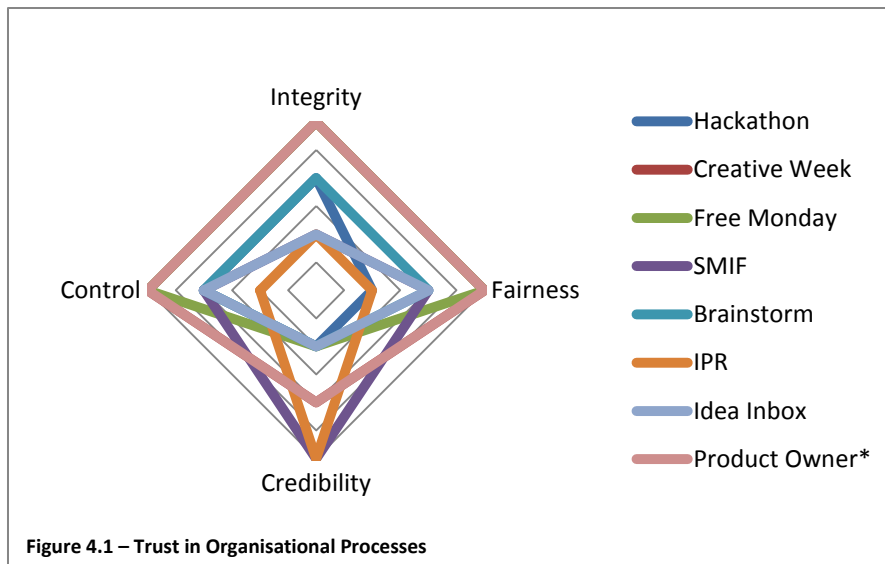 Integrity
Control
Fairness
Credibility
Hackathon
Creative Week
Free Monday
SMIF
Brainstorm
IPR
Idea Inbox
Product Owner*
Figure 4.1 – Trust in Organisational Processes